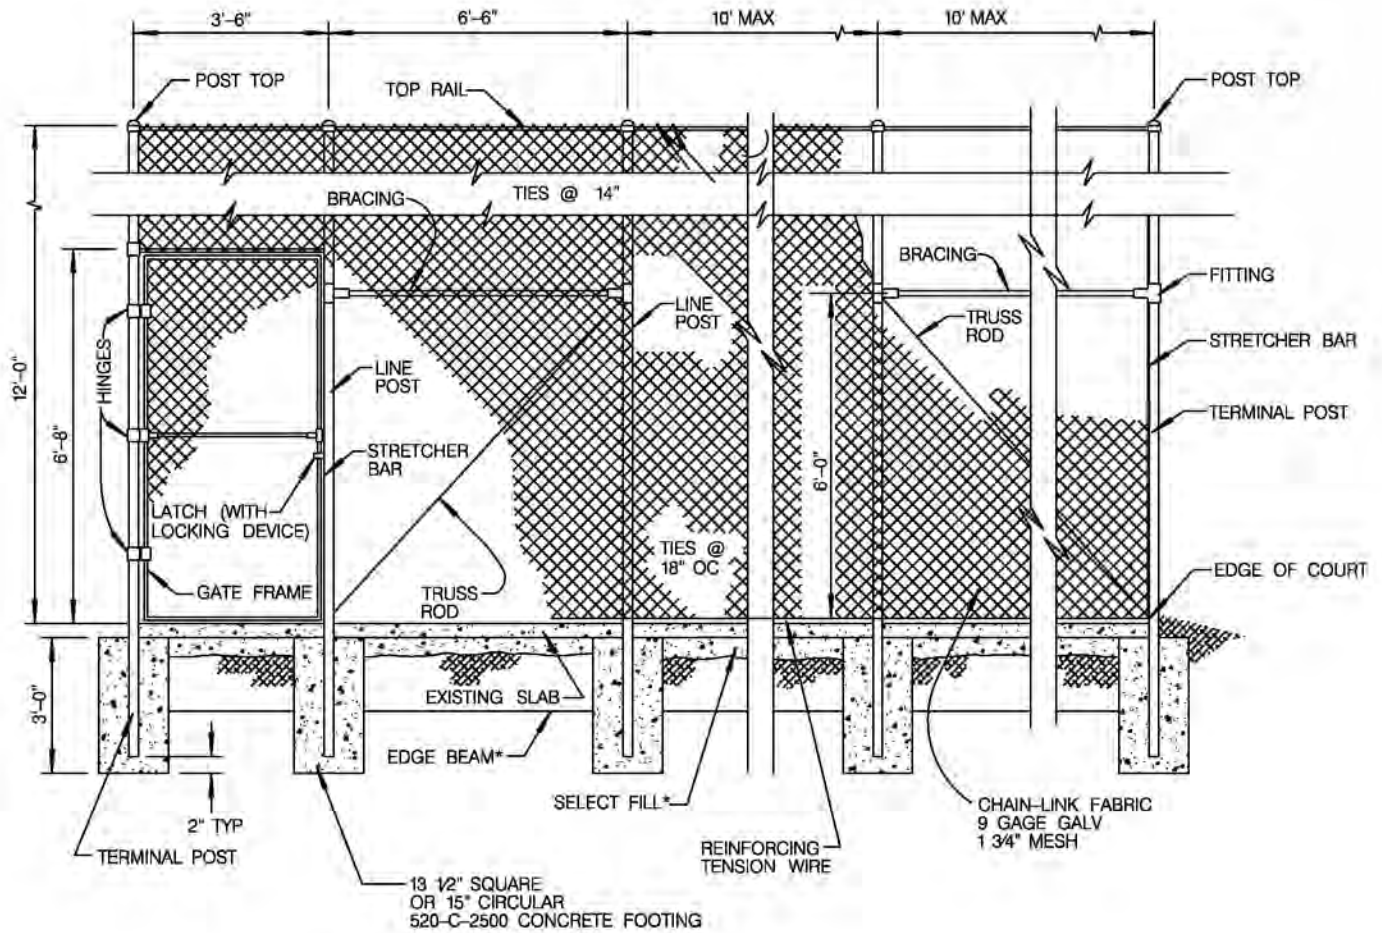 3'-6"
6'-6"
10' MAX
10' MAX
POST TOP
TOP RAIL
POST TOP
TIES @ 14"
BRACING
BRACING
FITTING
LINE
POST
TRUSS
ROD
STRETCHER BAR
HINGES
LINE
POST
12'-0"
6'-8"
TERMINAL POST
STRETCHER
BAR
6'-0"
LATCH (WITH
LOCKING DEVICE)
TIES @
18" OC
GATE FRAME
TRUSS
ROD
EDGE OF COURT
3'-0"
EXISTING SLAB
EDGE BEAM*
SELECT FILL*
2" TYP
TERMINAL POST
REINFORCING
TENSION WIRE
CHAIN-LINK FABRIC
9 GAGE GALV
1 3/4" MESH
13 1/2" SQUARE
OR 15" CIRCULAR
520-C-2500 CONCRETE FOOTING